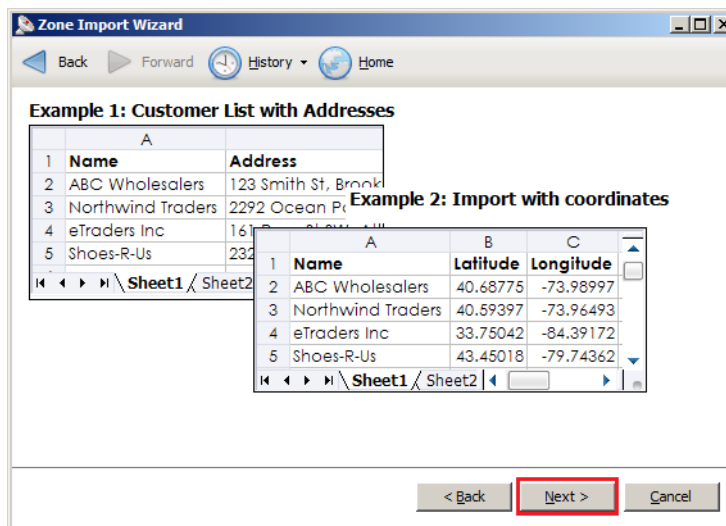 Zone Import Wizard
Back Forward History Home
Example 1: Customer List with Addresses
A
1 Name Address
2 ABC Wholesalers 123 Smith St, Brook
3 Northwind Traders 2292 Ocean
4 eTraders Inc 161
5 Shoes-R-Us 232
Sheet1 Sheet2
Example 2: Import with coordinates
A B C
1 Name Latitude Longitude
2 ABC Wholesalers 40.68775 -73.98997
3 Northwind Traders 40.59397 -73.96493
4 eTraders Inc 33.75042 -84.39172
5 Shoes-R-Us 43.45018 -79.74362
Sheet1 Sheet2
< Back Next > Cancel